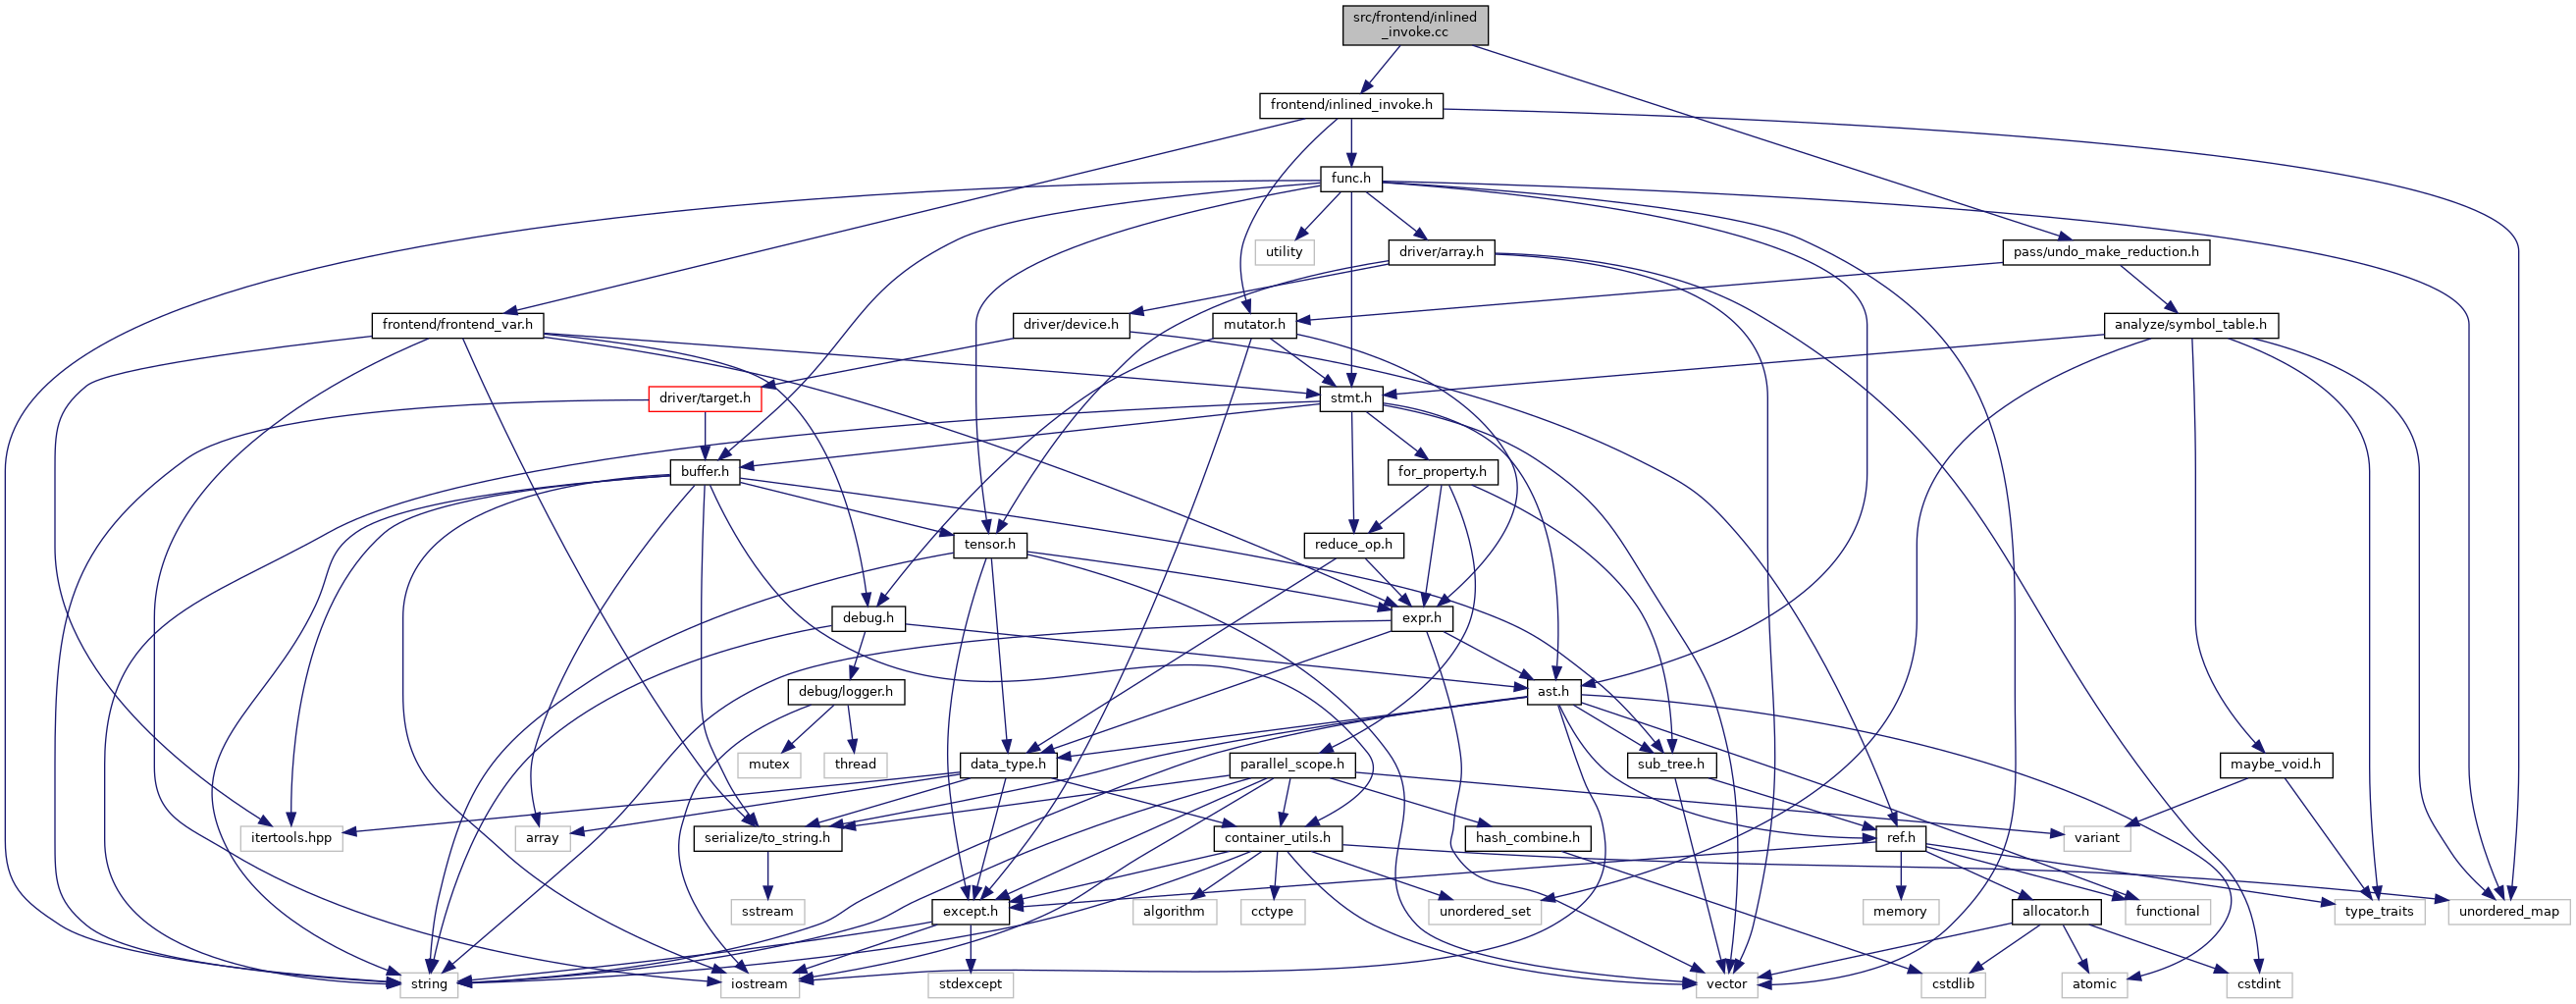 src/frontend/inlined
_invoke.cc
frontend/inlined_invoke.h
func.h
utility
driver/array.h
pass/undo_make_reduction.h
frontend/frontend_var.h
driver/device.h
mutator.h
analyze/symbol_table.h
driver/target.h
stmt.h
buffer.h
for_property.h
tensor.h
reduce_op.h
debug.h
expr.h
debug/logger.h
ast.h
mutex
thread
data_type.h
parallel_scope.h
sub_tree.h
maybe_void.h
itertools.hpp
array
serialize/to_string.h
container_utils.h
hash_combine.h
ref.h
variant
sstream
except.h
algorithm
cctype
unordered_set
memory
allocator.h
functional
type_traits
unordered_map
string
iostream
stdexcept
vector
cstdlib
atomic
cstdint